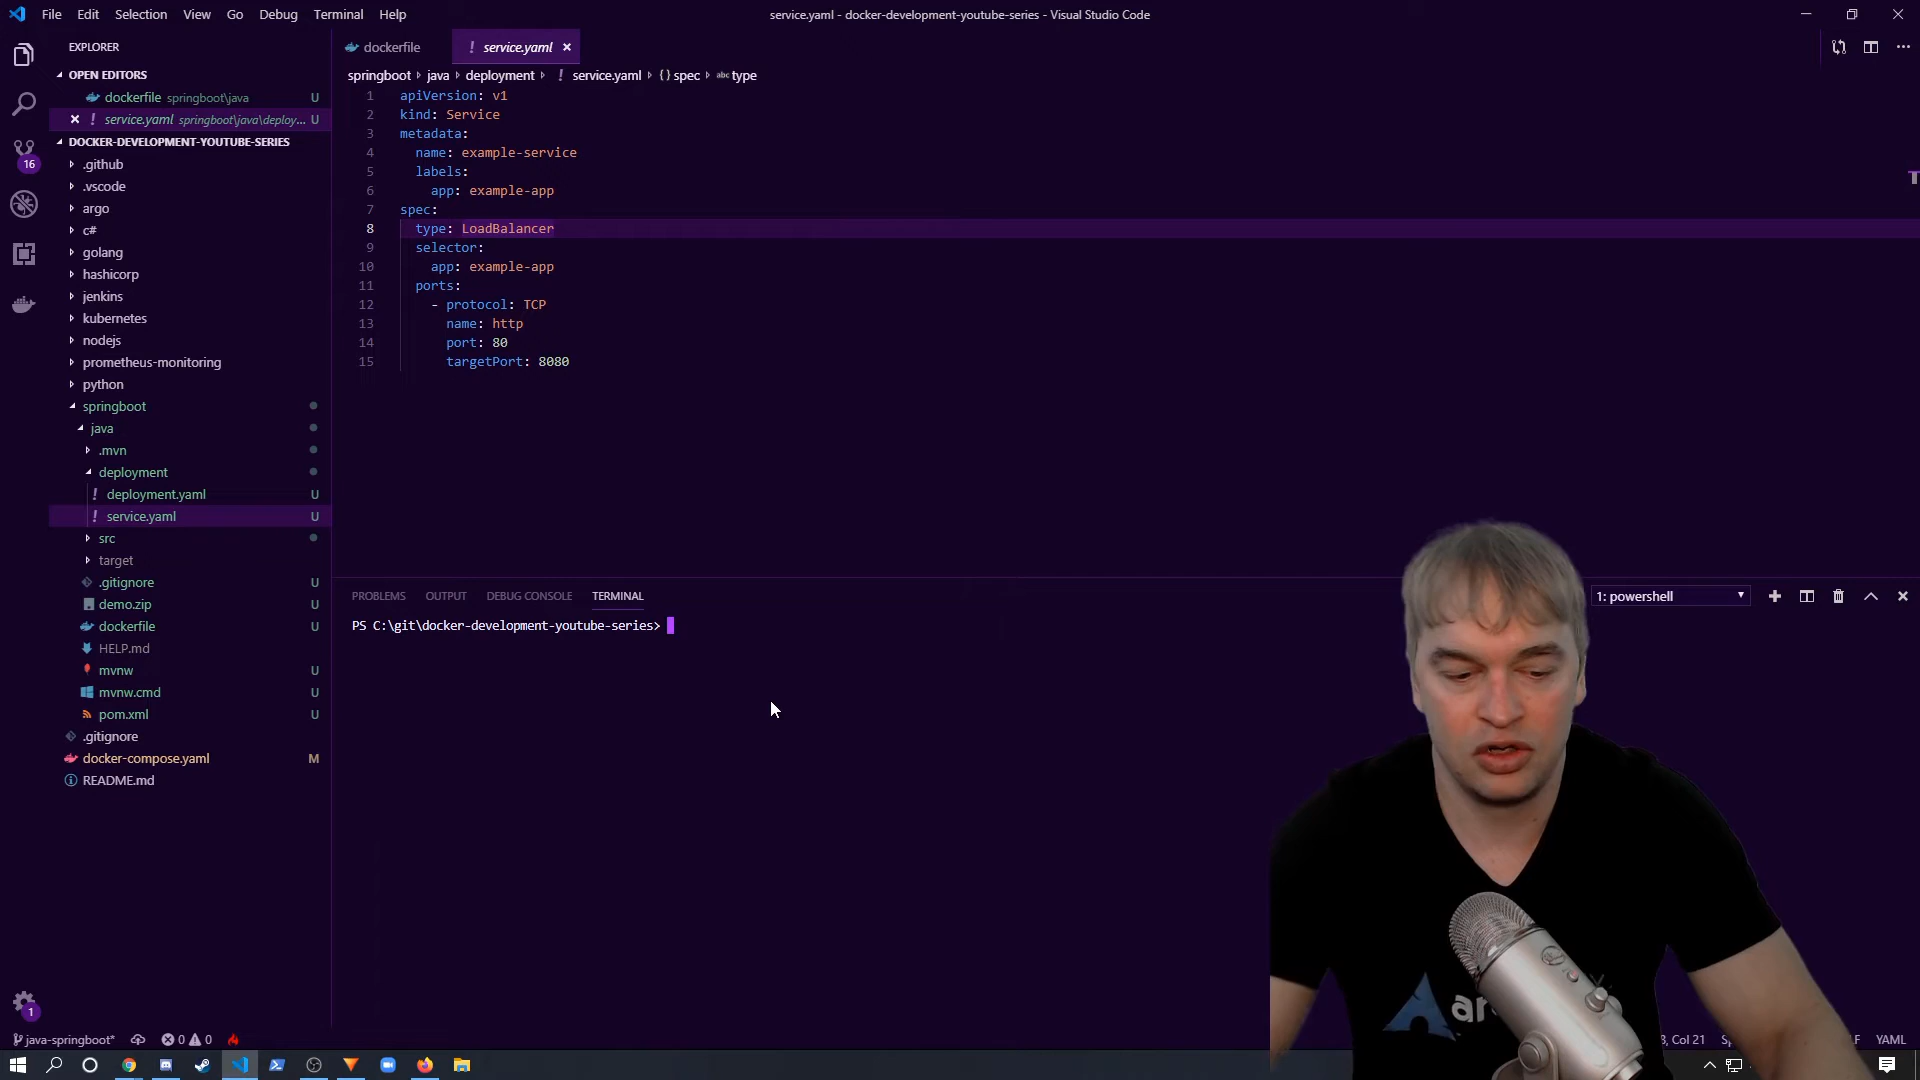 File Edit Selection View Go Debug Terminal Help
service.yaml - docker-development-youtube-series - Visual Studio Code
EXPLORER
OPEN EDITORS
dockerfile springboot\java U
service.yaml springboot\java\deploy... U
DOCKER-DEVELOPMENT-YOUTUBE-SERIES
16
.github
.vscode
argo
c#
golang
hashicorp
jenkins
kubernetes
nodejs
prometheus-monitoring
python
springboot
java
.mvn
deployment
deployment.yaml U
service.yaml U
src
target
.gitignore U
demo.zip U
dockerfile U
HELP.md
mvnw U
mvnw.cmd U
pom.xml U
.gitignore
docker-compose.yaml M
README.md
1
dockerfile
service.yaml
springboot java deployment service.yaml {} spec abc type
1 apiVersion: v1
2 kind: Service
3 metadata:
4 name: example-service
5 labels:
6 app: example-app
7 spec:
8 type: LoadBalancer
9 selector:
10 app: example-app
11 ports:
12 - protocol: TCP
13 name: http
14 port: 80
15 targetPort: 8080
PROBLEMS OUTPUT DEBUG CONSOLE TERMINAL
1: powershell
PS C:\git\docker-development-youtube-series>
java-springboot* 0 0
Col 21
YAML